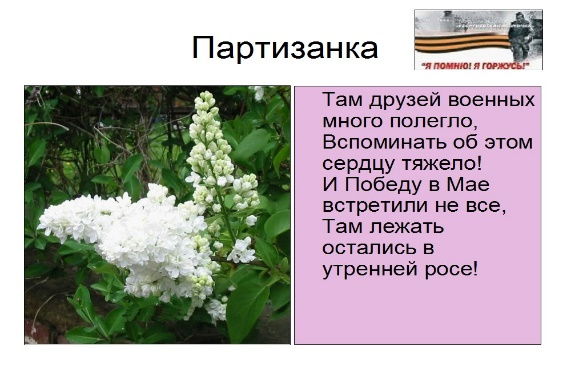 Партизанка
"Я ПОМНЮ! Я ГОРЖУСЬ!"
Там друзей военных
много полегло,
Вспоминать об этом
сердцу тяжело!
И Победу в Мае
встретили не все,
Там лежать
остались в
утренней росе!